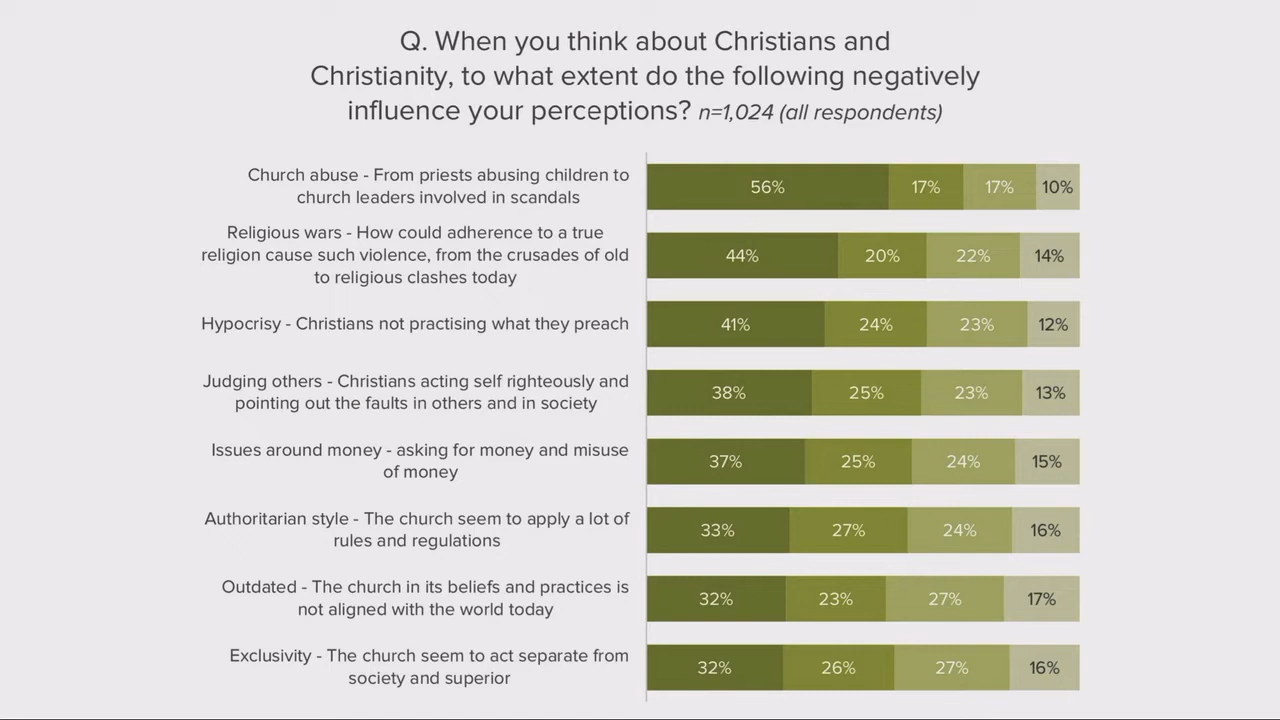 Q. When you think about Christians and
Christianity, to what extent do the following negatively
influence your perceptions? n=1,024 (all respondents)
Church abuse - From priests abusing children to
church leaders involved in scandals
56% 17% 17% 10%
Religious wars - How could adherence to a true
religion cause such violence, from the crusades of old
to religious clashes today
44% 20% 22% 14%
Hypocrisy - Christians not practising what they preach
41% 24% 23% 12%
Judging others - Christians acting self righteously and
pointing out the faults in others and in society
38% 25% 23% 13%
Issues around money - asking for money and misuse
of money
37% 25% 24% 15%
Authoritarian style - The church seem to apply a lot of
rules and regulations
33% 27% 24% 16%
Outdated - The church in its beliefs and practices is
not aligned with the world today
32% 23% 27% 17%
Exclusivity - The church seem to act separate from
society and superior
32% 26% 27% 16%